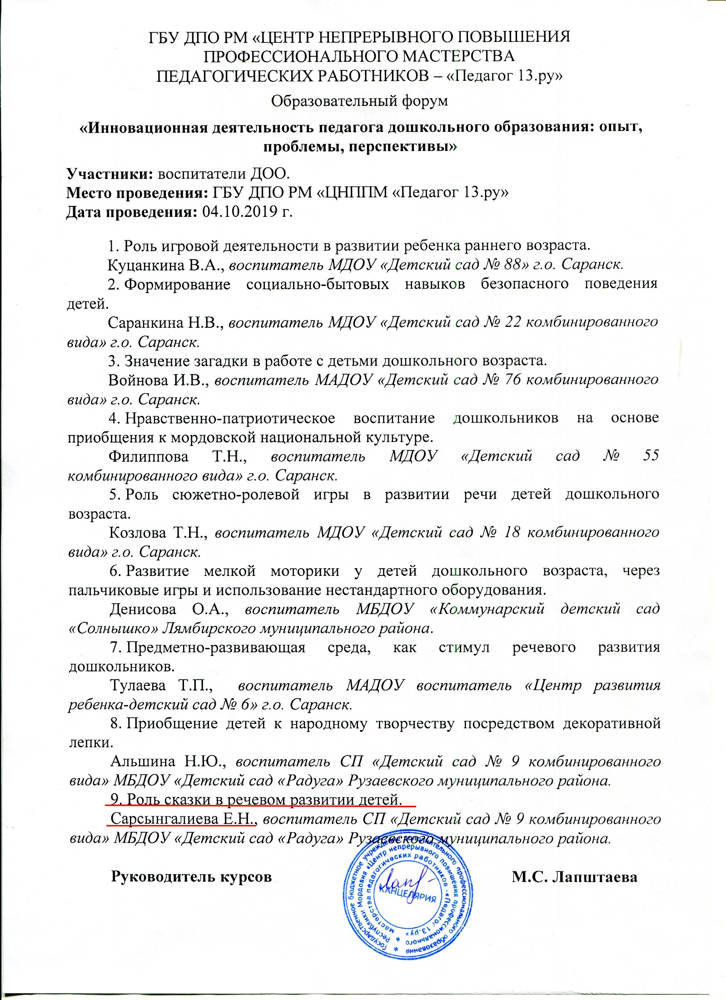 ГБУ ДПО РМ «ЦЕНТР НЕПРЕРЫВНОГО ПОВЫШЕНИЯ
ПРОФЕССИОНАЛЬНОГО МАСТЕРСТВА
ПЕДАГОГИЧЕСКИХ РАБОТНИКОВ – «Педагог 13.ру»
Образовательный форум
«Инновационная деятельность педагога дошкольного образования: опыт,
проблемы, перспективы»
Участники: воспитатели ДОО.
Место проведения: ГБУ ДПО РМ «ЦНППМ «Педагог 13.ру»
Дата проведения: 04.10.2019 г.
1. Роль игровой деятельности в развитии ребенка раннего возраста.
Куцанкина В.А., воспитатель МДОУ «Детский сад № 88» г.о. Саранск.
2. Формирование социально-бытовых навыков безопасного поведения
детей.
Саранкина Н.В., воспитатель МДОУ «Детский сад № 22 комбинированного
вида» г.о. Саранск.
3. Значение загадки в работе с детьми дошкольного возраста.
Войнова И.В., воспитатель МАДОУ «Детский сад № 76 комбинированного
вида» г.о. Саранск.
4. Нравственно-патриотическое воспитание дошкольников на основе
приобщения к мордовской национальной культуре.
Филиппова Т.Н., воспитатель МДОУ «Детский сад № 55
комбинированного вида» г.о. Саранск.
5. Роль сюжетно-ролевой игры в развитии речи детей дошкольного
возраста.
Козлова Т.Н., воспитатель МДОУ «Детский сад № 18 комбинированного
вида» г.о. Саранск.
6. Развитие мелкой моторики у детей дошкольного возраста, через
пальчиковые игры и использование нестандартного оборудования.
Денисова О.А., воспитатель МБДОУ «Коммунарский детский сад
«Солнышко» Лямбирского муниципального района.
7. Предметно-развивающая среда, как стимул речевого развития
дошкольников.
Тулаева Т.П., воспитатель МАДОУ воспитатель «Центр развития
ребенка-детский сад № 6» г.о. Саранск.
8. Приобщение детей к народному творчеству посредством декоративной
лепки.
Альшина Н.Ю., воспитатель СП «Детский сад № 9 комбинированного
вида» МБДОУ «Детский сад «Радуга» Рузаевского муниципального района.
9. Роль сказки в речевом развитии детей.
Сарсынгалиева Е.Н., воспитатель СП «Детский сад № 9 комбинированного
вида» МБДОУ «Детский сад «Радуга» Рузаевского муниципального района.
Руководитель курсов М.С. Лапштаева
Государственное бюджетное учреждение дополнительного профессионального образования
Республики Мордовия «Центр непрерывного повышения профессионального
мастерства педагогических работников - «Педагог 13.ру»
КАНЦЕЛЯРИЯ